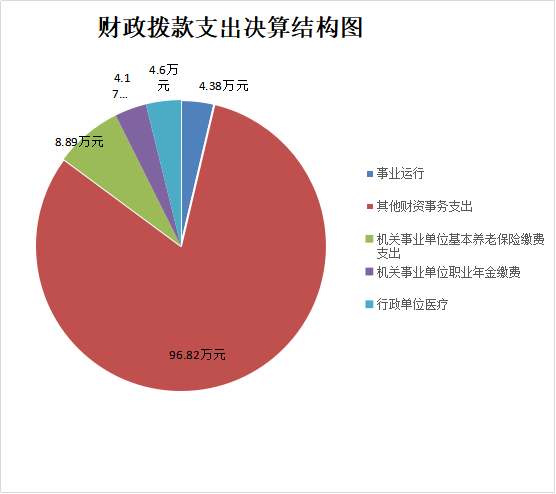 财政拨款支出决算结构图
4.6万
元
4.17...
4.38万元
8.89万元
96.82万元
事业运行
其他财资事务支出
机关事业单位基本养老保险缴费
支出
机关事业单位职业年金缴费
行政单位医疗